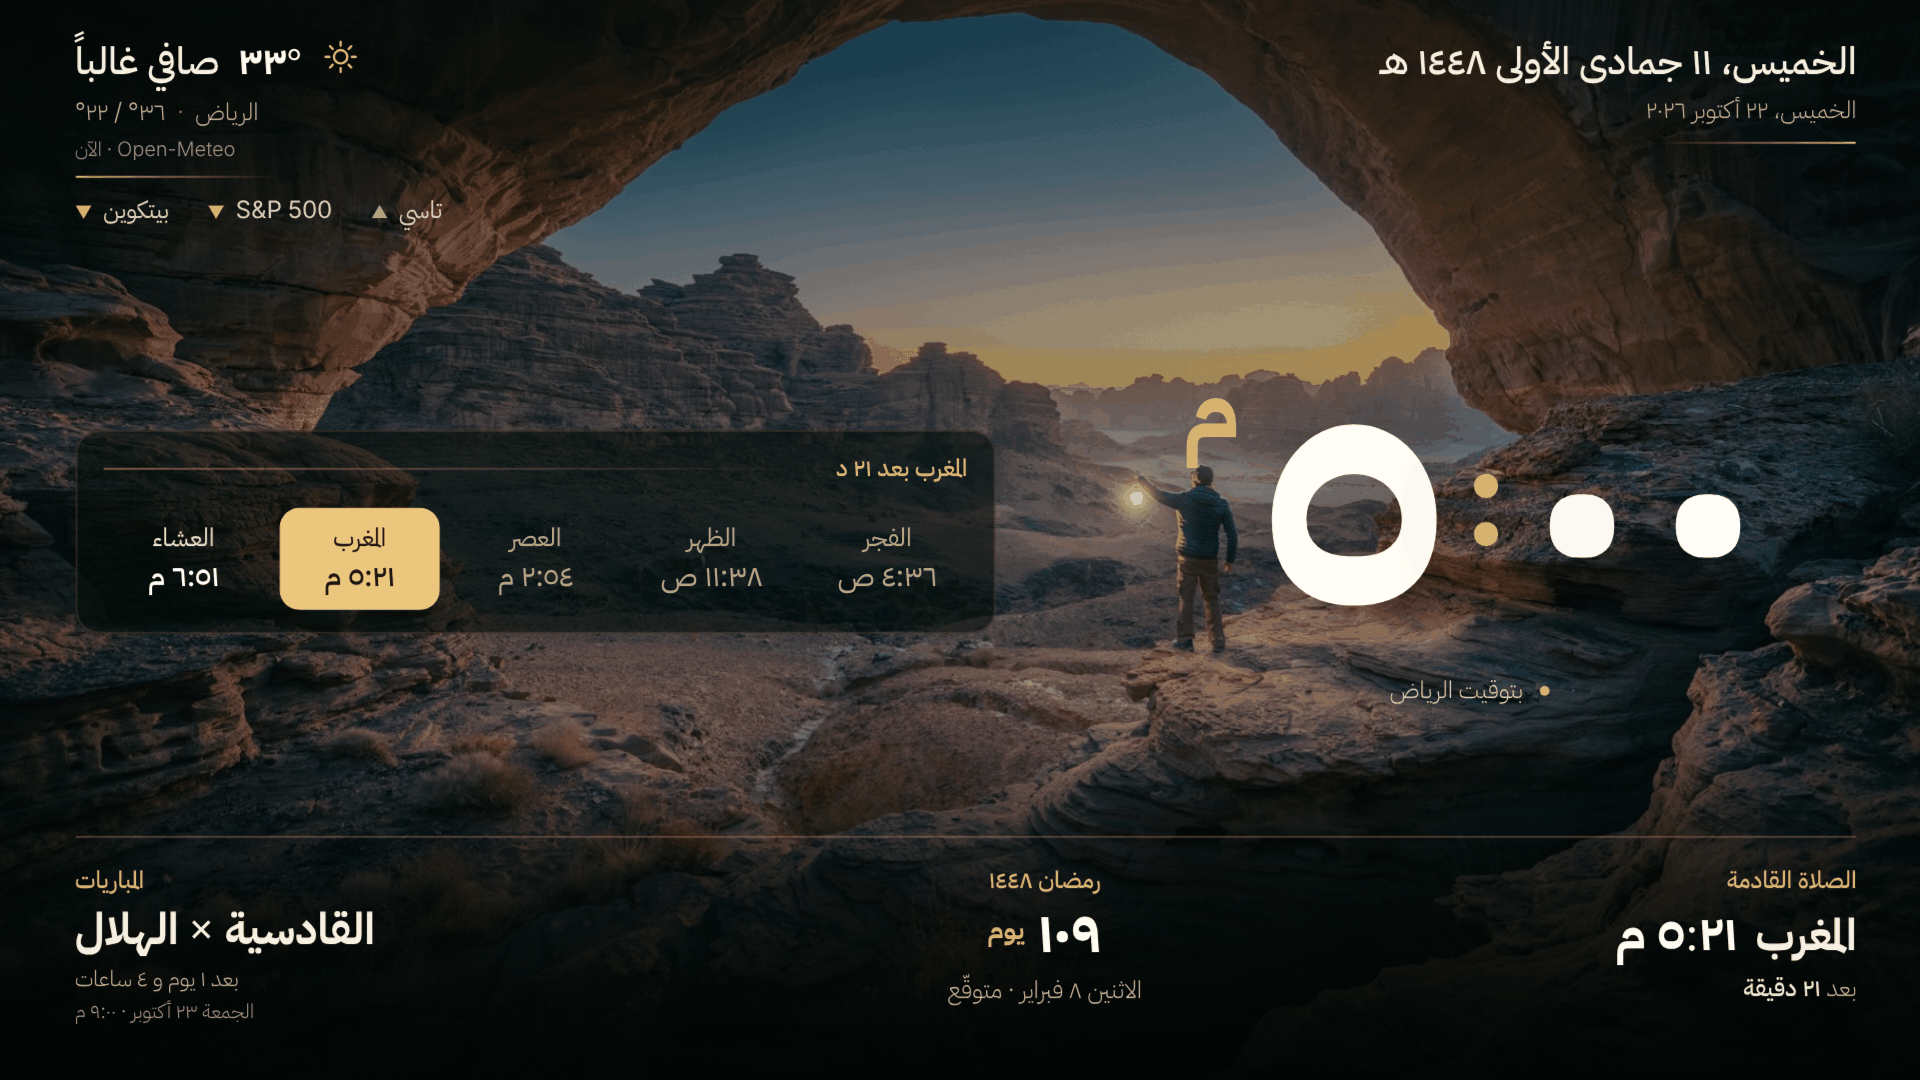 الخميس، ١١ جمادى الأولى ١٤٤٨ هـ
الخميس، ٢٢ أكتوبر ٢٠٢٦
٣٣° صافي غالباً
الرياض · ٣٦° / ٢٢°
Open-Meteo · الآن
تاسي ▲ S&P 500 ▼ بيتكوين ▼
٥:٠٠ م
بتوقيت الرياض
المغرب بعد ٢١ د
الفجر العصر الظهر المغرب العشاء
٤:٣٦ ص ١١:٣٨ ص ٢:٥٤ م ٥:٢١ م ٦:٥١ م
الصلاة القادمة
المغرب ٥:٢١ م
بعد ٢١ دقيقة
رمضان ١٤٤٨
١٠٩ يوم
الاثنين ٨ فبراير · متوقّع
المباريات
القادسية × الهلال
بعد ١ يوم و ٤ ساعات
الجمعة ٢٣ أكتوبر · ٩:٠٠ م